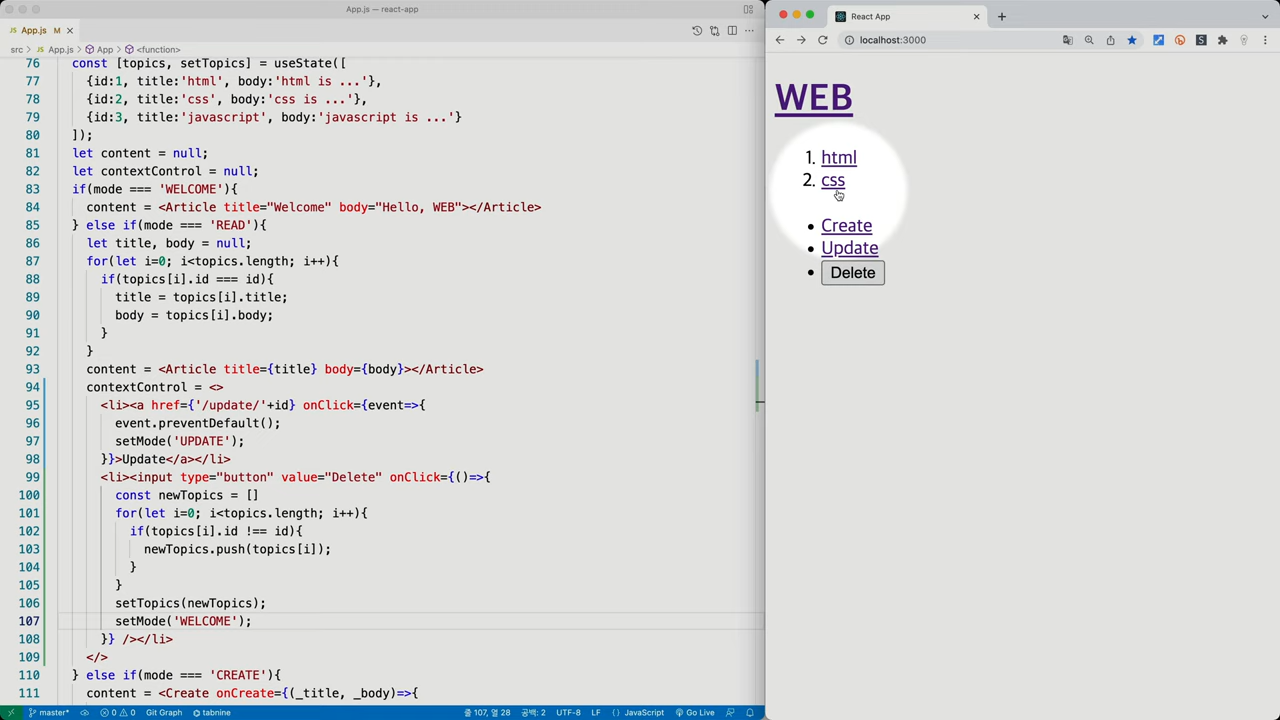 App.js — react-app
App.js M
src > App.js > App > <function>
76 const [topics, setTopics] = useState([
77 {id:1, title:'html', body:'html is ...'},
78 {id:2, title:'css', body:'css is ...'},
79 {id:3, title:'javascript', body:'javascript is ...'}
80 ]);
81 let content = null;
82 let contextControl = null;
83 if(mode === 'WELCOME'){
84 content = <Article title="Welcome" body="Hello, WEB"></Article>
85 } else if(mode === 'READ'){
86 let title, body = null;
87 for(let i=0; i<topics.length; i++){
88 if(topics[i].id === id){
89 title = topics[i].title;
90 body = topics[i].body;
91 }
92 }
93 content = <Article title={title} body={body}></Article>
94 contextControl = <>
95 <li><a href={'/update/'+id} onClick={event=>{
96 event.preventDefault();
97 setMode('UPDATE');
98 }}>Update</a></li>
99 <li><input type="button" value="Delete" onClick={()=>{
100 const newTopics = []
101 for(let i=0; i<topics.length; i++){
102 if(topics[i].id !== id){
103 newTopics.push(topics[i]);
104 }
105 }
106 setTopics(newTopics);
107 setMode('WELCOME');
108 }} /></li>
109 </>
110 } else if(mode === 'CREATE'){
111 content = <Create onCreate={(_title, _body)=>{
master* 0 0 Git Graph tabnine 줄 107, 열 28 공백: 2 UTF-8 LF {} JavaScript Go Live
React App
localhost:3000
WEB
1. html
2. css
Create
Update
Delete